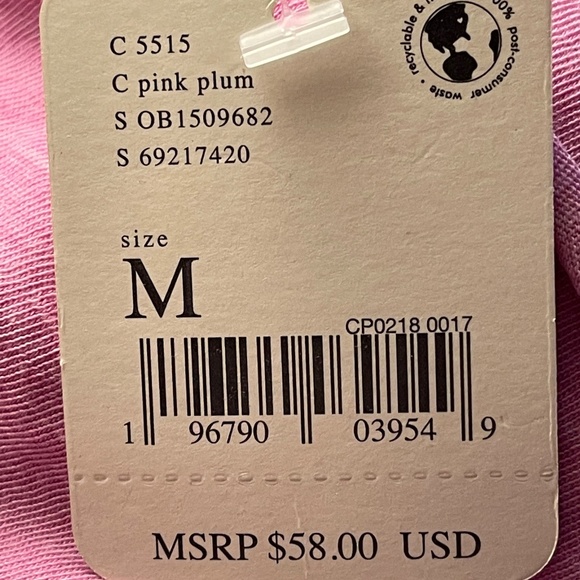 C 5515
C pink plum
S OB1509682
S 69217420
recyclable &
00% post-consumer waste •
size
M
CP0218 0017
1 96790 03954 9
MSRP $58.00 USD